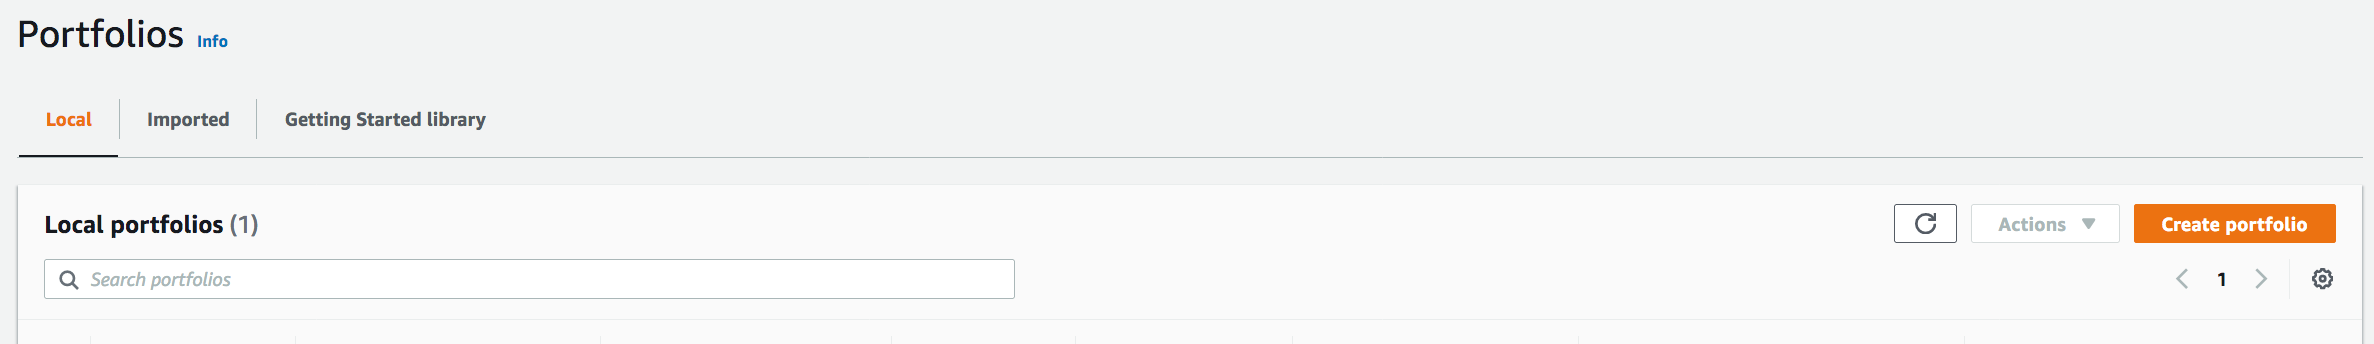 Portfolios Info
Local Imported Getting Started library
Local portfolios (1)
Actions Create portfolio
Search portfolios
1